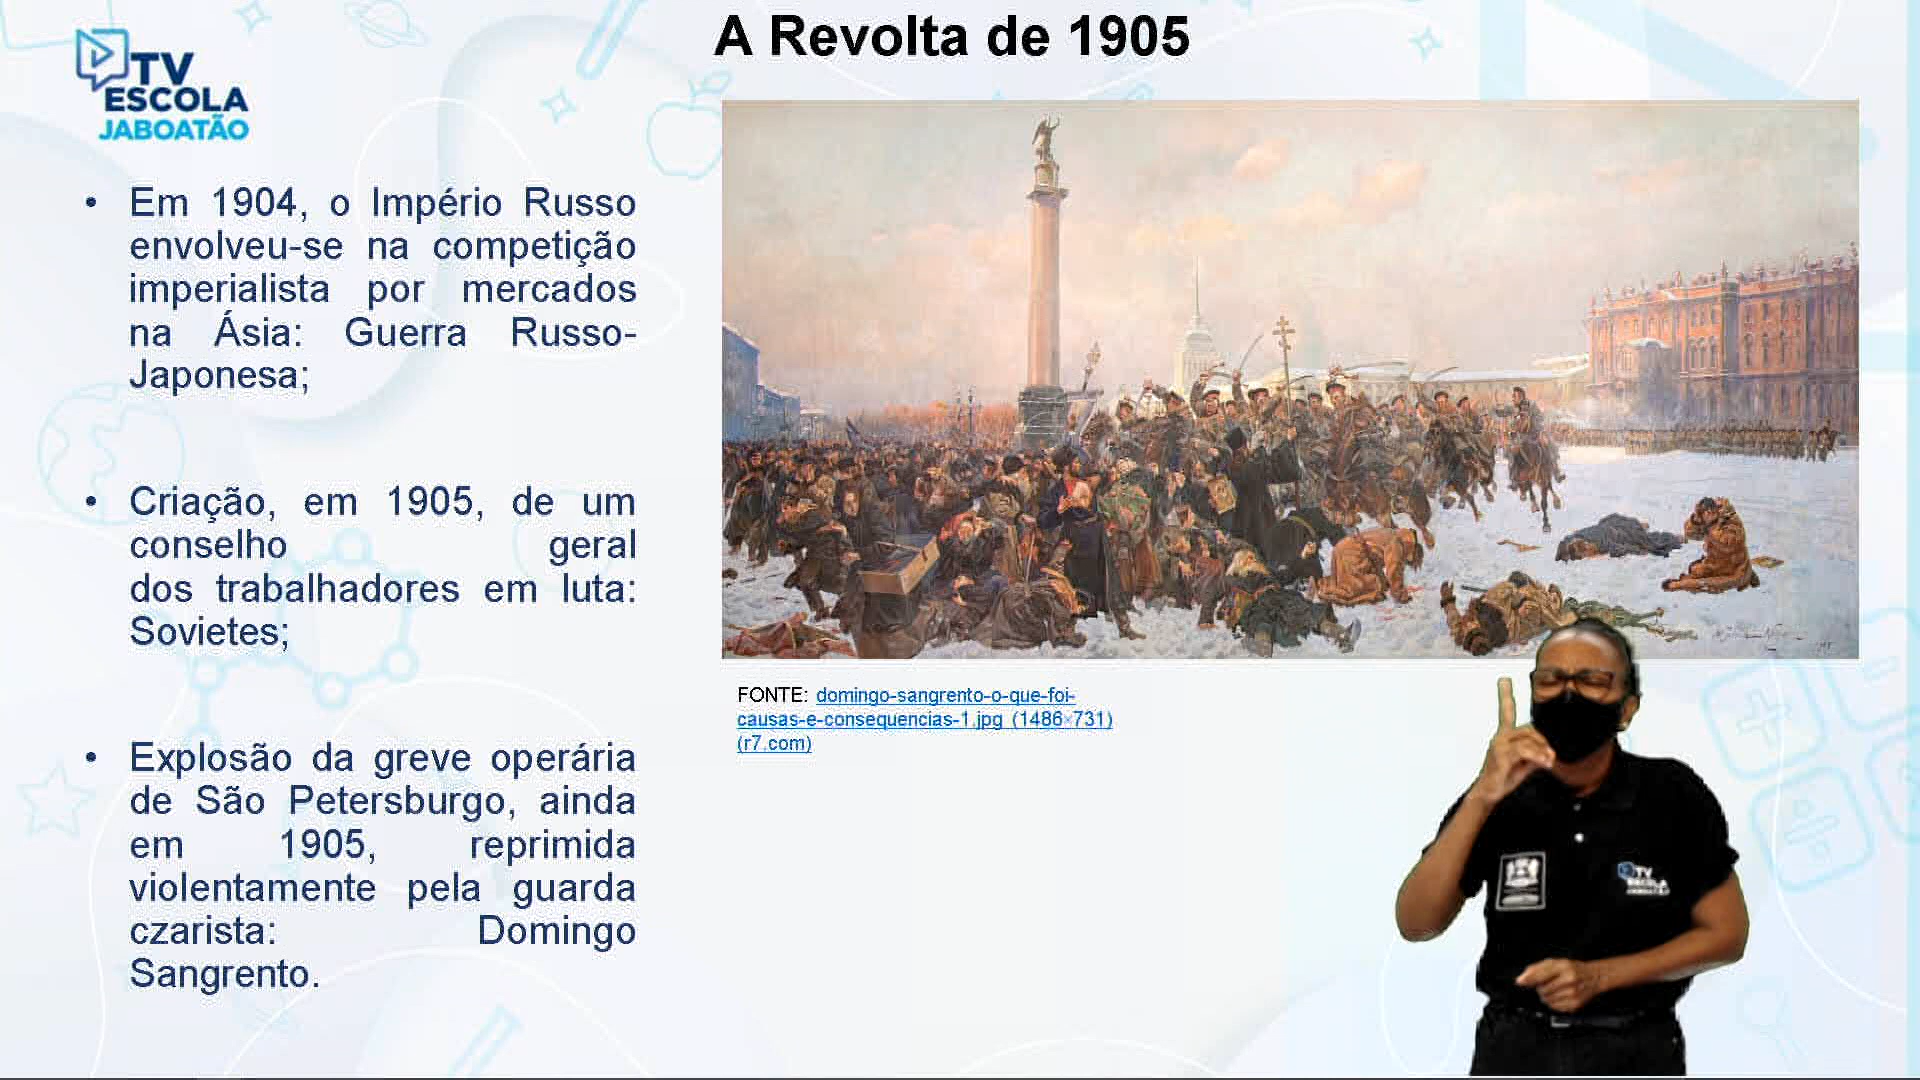 A Revolta de 1905
TV
ESCOLA
JABOATÃO
• Em 1904, o Império Russo
envolveu-se na competição
imperialista por mercados
na Ásia: Guerra Russo-
Japonesa;
• Criação, em 1905, de um
conselho geral
dos trabalhadores em luta:
Sovietes;
• Explosão da greve operária
de São Petersburgo, ainda
em 1905, reprimida
violentamente pela guarda
czarista: Domingo
Sangrento.
FONTE: domingo-sangrento-o-que-foi-
causas-e-consequencias-1.jpg (1486×731)
(r7.com)
TV
ESCOLA
JABOATÃO